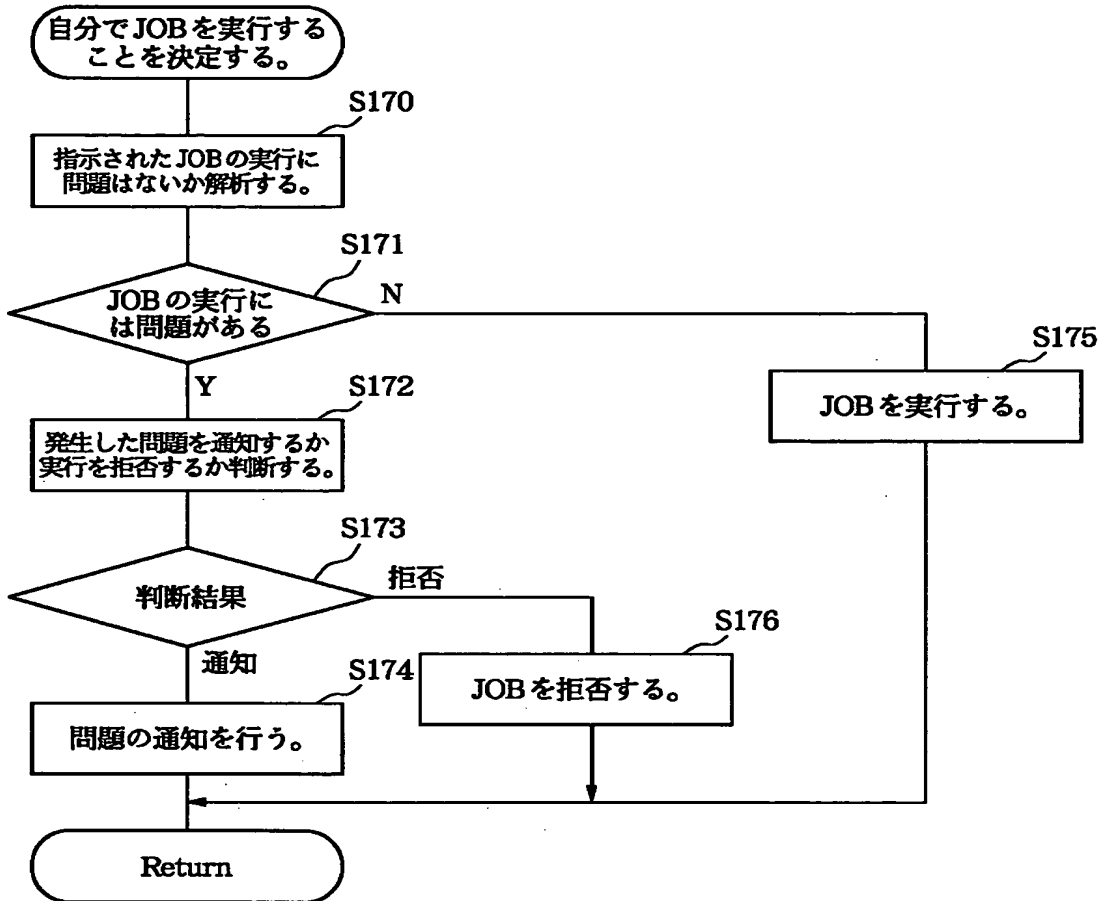 自分でJOBを実行する
ことを決定する。
S170
指示されたJOBの実行に
問題はないか解析する。
S171
JOBの実行に
は問題がある
N
Y
S175
JOBを実行する。
S172
発生した問題を通知するか
実行を拒否するか判断する。
S173
判断結果
拒否
通知
S176
JOBを拒否する。
S174
問題の通知を行う。
Return